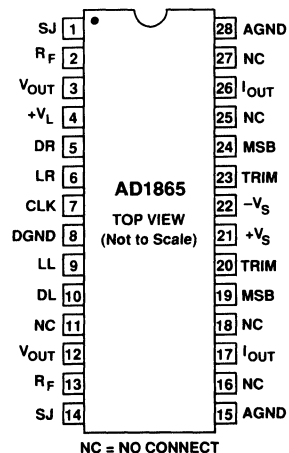 SJ 1 28 AGND
RF 2 27 NC
VOUT 3 26 IOUT
+VL 4 25 NC
DR 5 24 MSB
LR 6 23 TRIM
CLK 7 22 −VS
DGND 8 21 +VS
LL 9 20 TRIM
DL 10 19 MSB
NC 11 18 NC
VOUT 12 17 IOUT
RF 13 16 NC
SJ 14 15 AGND
AD1865
TOP VIEW
(Not to Scale)
NC = NO CONNECT